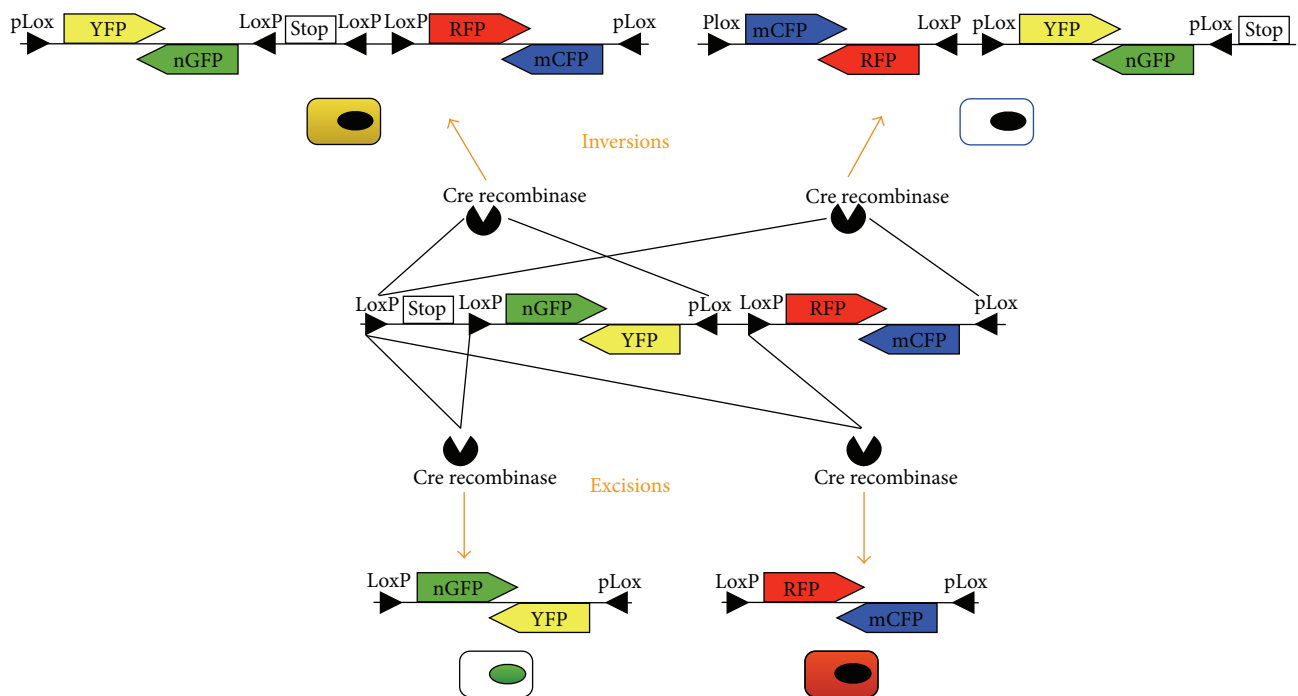 pLox YFP LoxP Stop LoxP LoxP RFP pLox
nGFP mCFP
Plox mCFP LoxP pLox YFP pLox Stop
RFP nGFP
Inversions
Cre recombinase Cre recombinase
LoxP Stop LoxP nGFP pLox LoxP RFP pLox
YFP mCFP
Cre recombinase Excisions Cre recombinase
LoxP nGFP pLox
YFP
LoxP RFP pLox
mCFP